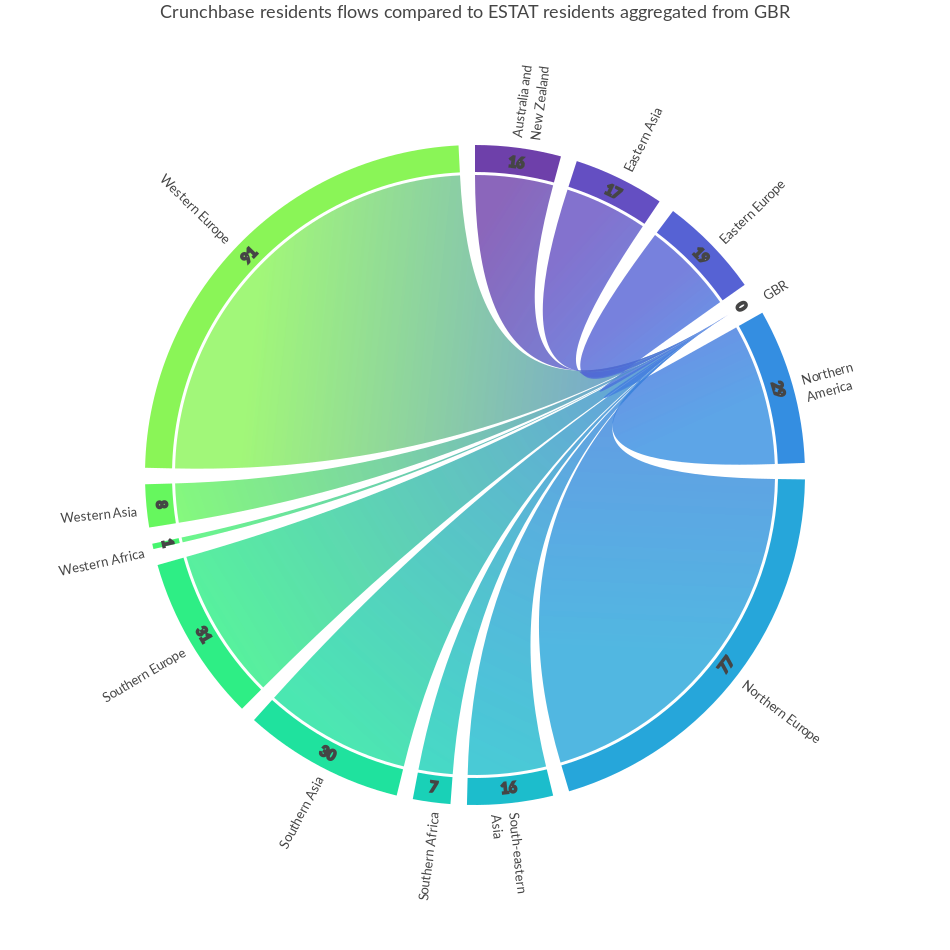 Crunchbase residents flows compared to ESTAT residents aggregated from GBR
Australia and
New Zealand
16
Eastern Asia
17
Eastern Europe
19
GBR
0
Northern
America
29
Northern Europe
77
South-eastern
Asia
16
Southern Africa
7
Southern Asia
30
Southern Europe
31
Western Africa
1
Western Asia
8
Western Europe
91